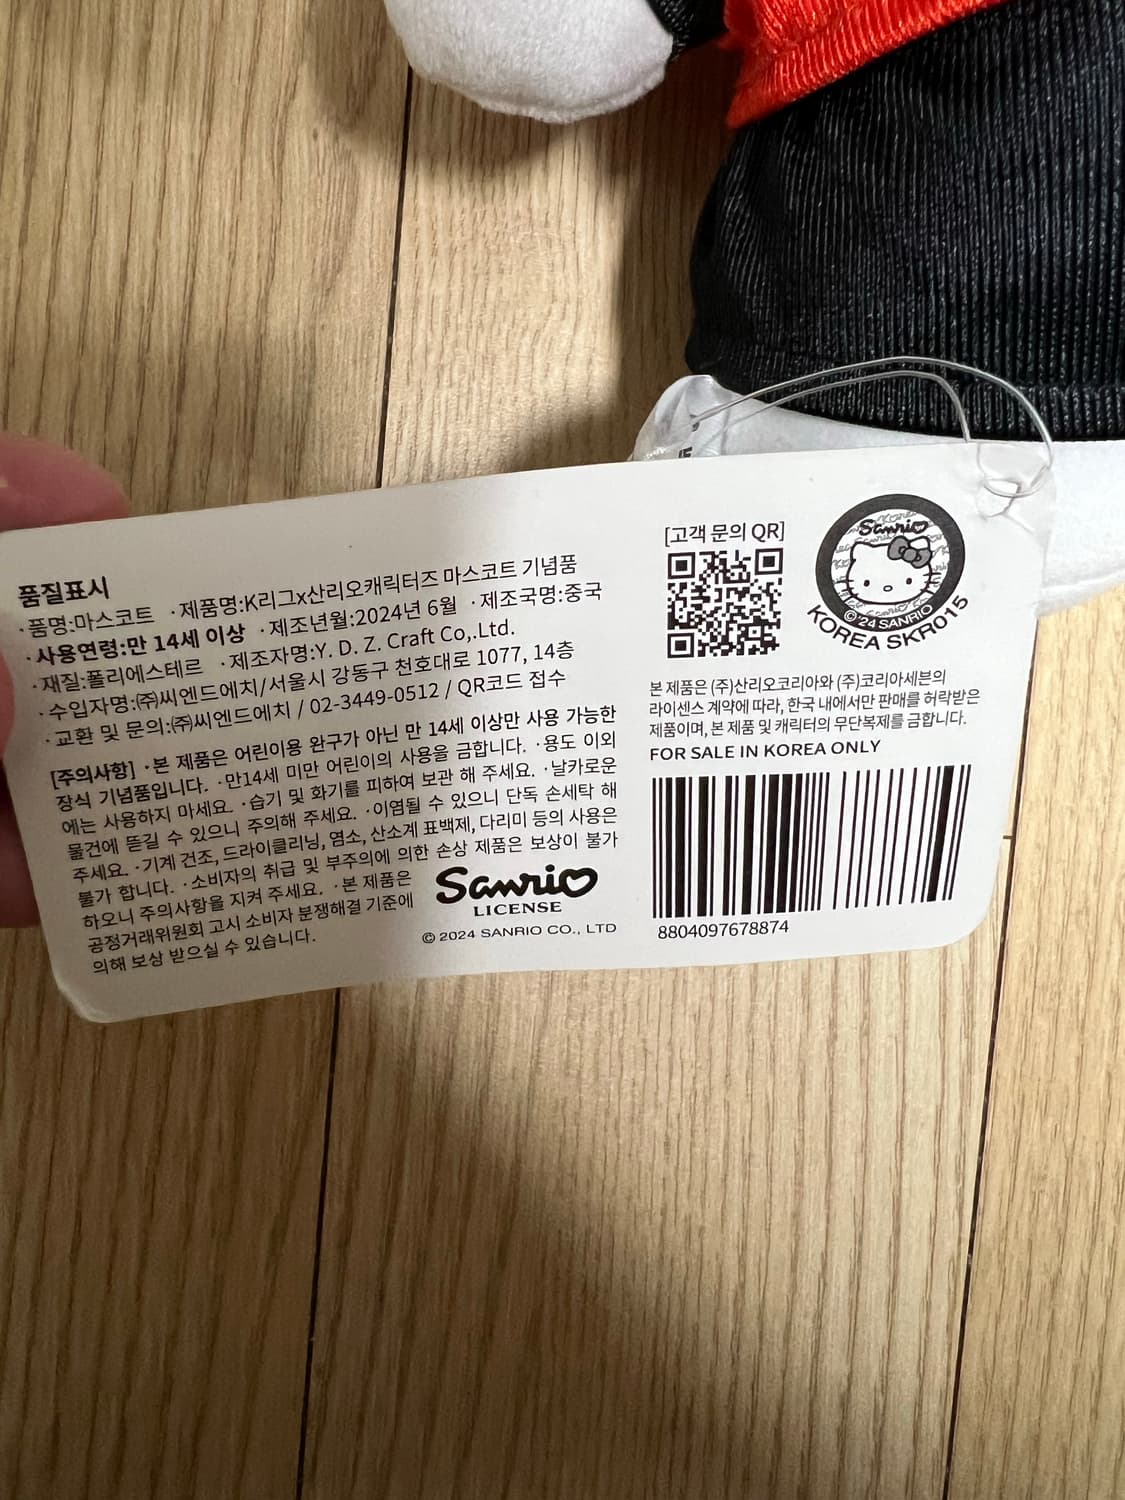 품질표시
·품명:마스코트 ·제품명:K리그x산리오캐릭터즈 마스코트 기념품
·사용연령:만 14세 이상 ·제조년월:2024년 6월 ·제조국명:중국
·재질:폴리에스테르 ·제조자명:Y. D. Z. Craft Co,.Ltd.
·수입자명:㈜씨엔드에치/서울시 강동구 천호대로 1077, 14층
·교환 및 문의:㈜씨엔드에치 / 02-3449-0512 / QR코드 접수
[주의사항] ·본 제품은 어린이용 완구가 아닌 만 14세 이상만 사용 가능한
장식 기념품입니다. ·만14세 미만 어린이의 사용을 금합니다. ·용도 이외
에는 사용하지 마세요. ·습기 및 화기를 피하여 보관 해 주세요. ·날카로운
물건에 뜯길 수 있으니 주의해 주세요. ·이염될 수 있으니 단독 손세탁 해
주세요. ·기계 건조, 드라이클리닝, 염소, 산소계 표백제, 다리미 등의 사용은
불가 합니다. ·소비자의 취급 및 부주의에 의한 손상 제품은 보상이 불가
하오니 주의사항을 지켜 주세요. ·본 제품은
공정거래위원회 고시 소비자 분쟁해결 기준에
의해 보상 받으실 수 있습니다.
Sanrio
LICENSE
© 2024 SANRIO CO., LTD
[고객 문의 QR]
Sanrio
©'24 SANRIO
KOREA SKR015
본 제품은 (주)산리오코리아와 (주)코리아세븐의
라이센스 계약에 따라, 한국 내에서만 판매를 허락받은
제품이며, 본 제품 및 캐릭터의 무단복제를 금합니다.
FOR SALE IN KOREA ONLY
8804097678874